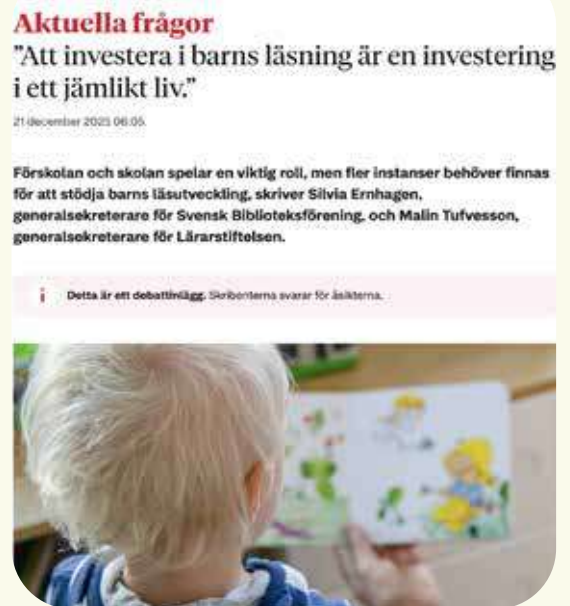 Aktuella frågor
”Att investera i barns läsning är en investering
i ett jämlikt liv.”
21 december 2025 06:05
Förskolan och skolan spelar en viktig roll, men fler instanser behöver finnas
för att stödja barns läsutveckling, skriver Silvia Ernhagen,
generalsekreterare för Svensk Biblioteksförening, och Malin Tufvesson,
generalsekreterare för Lärarstiftelsen.
i Detta är ett debattinlägg. Skribenterna svarar för åsikterna.